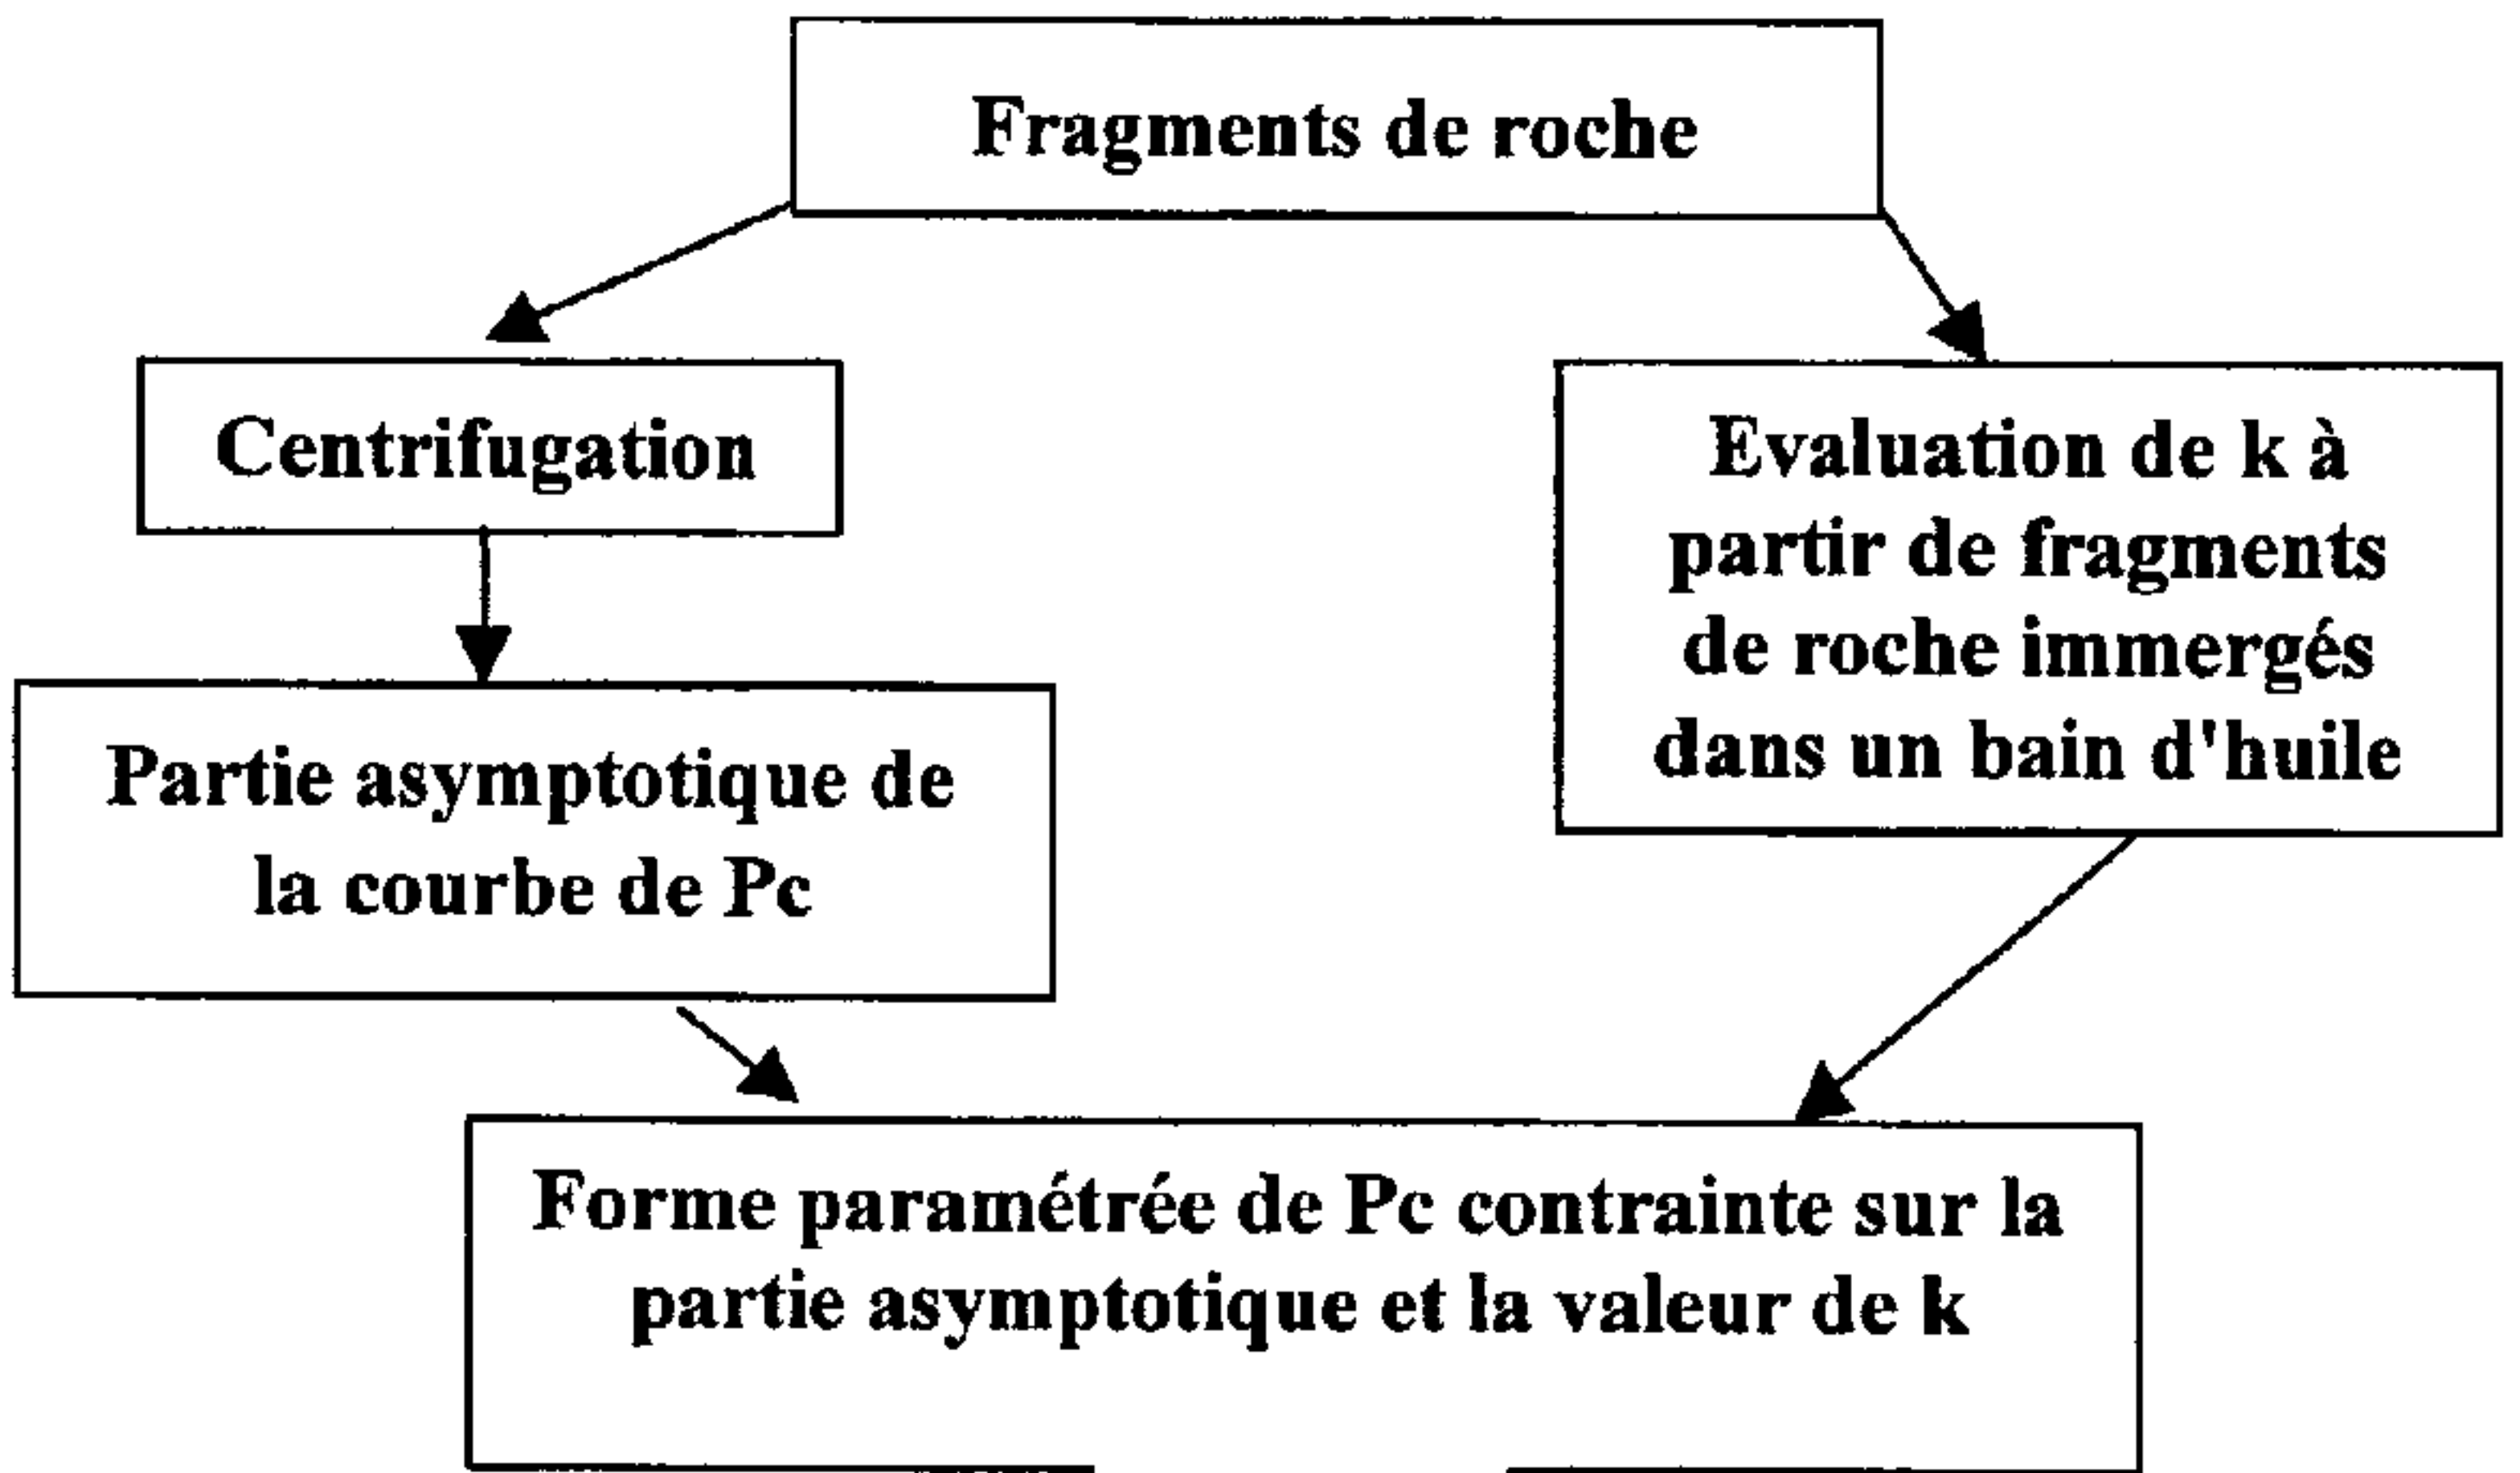 Fragments de roche
Centrifugation
Evaluation de k à
partir de fragments
de roche immergés
dans un bain d'huile
Partie asymptotique de
la courbe de Pc
Forme paramétrée de Pc contrainte sur la
partie asymptotique et la valeur de k